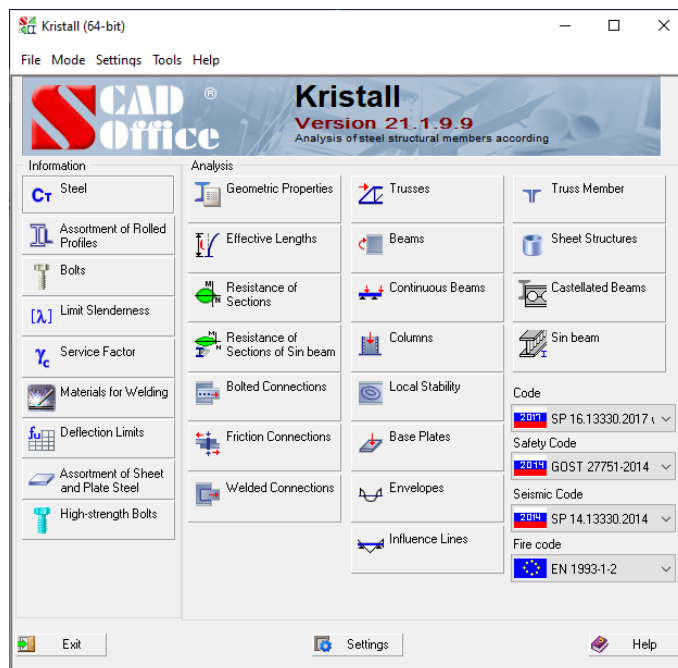 Kristall (64-bit)
File Mode Settings Tools Help
SCAD Office ®
Kristall
Version 21.1.9.9
Analysis of steel structural members according
Information
Steel
Assortment of Rolled
Profiles
Bolts
Limit Slenderness
Service Factor
Materials for Welding
Deflection Limits
Assortment of Sheet
and Plate Steel
High-strength Bolts
Analysis
Geometric Properties
Effective Lengths
Resistance of
Sections
Resistance of
Sections of Sin beam
Bolted Connections
Friction Connections
Welded Connections
Trusses
Beams
Continuous Beams
Columns
Local Stability
Base Plates
Envelopes
Influence Lines
Truss Member
Sheet Structures
Castellated Beams
Sin beam
Code
2017 SP 16.13330.2017
Safety Code
2014 GOST 27751-2014
Seismic Code
2014 SP 14.13330.2014
Fire code
EN 1993-1-2
Exit
Settings
Help